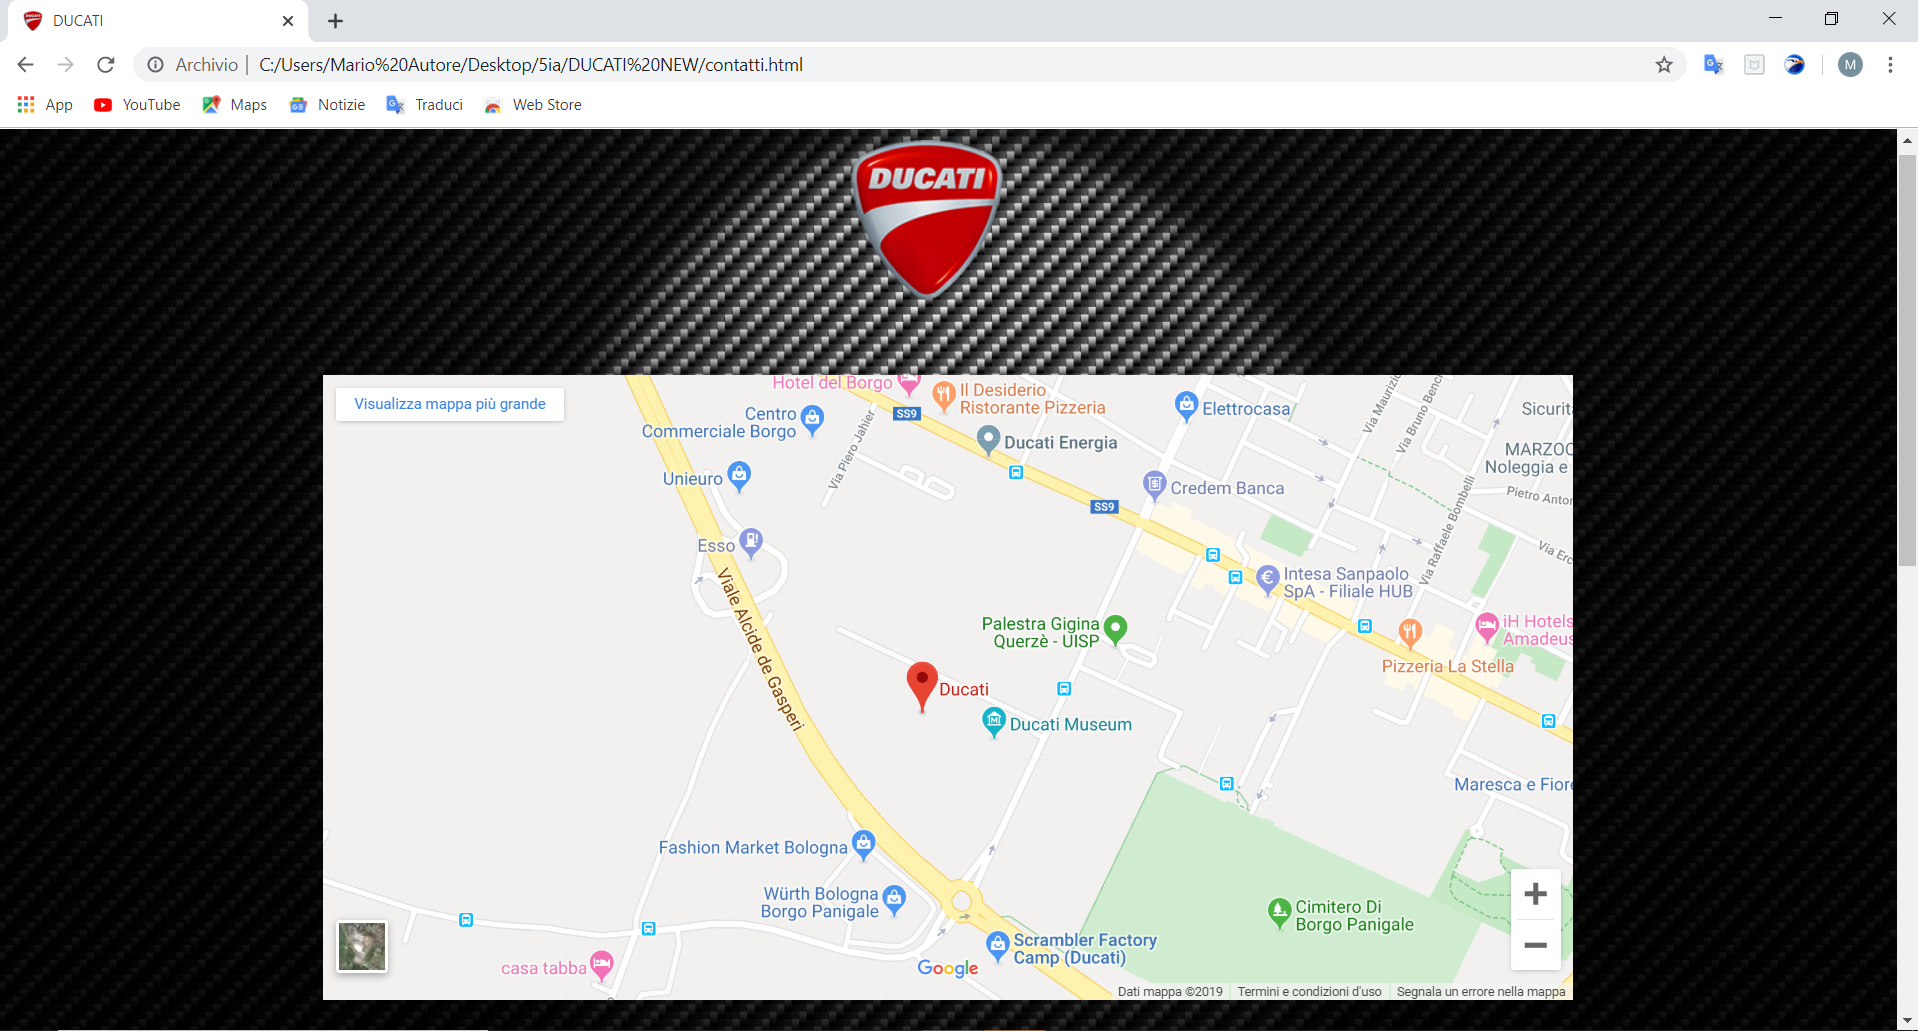 DUCATI
Archivio | C:/Users/Mario%20Autore/Desktop/5ia/DUCATI%20NEW/contatti.html
M
App YouTube Maps Notizie Traduci Web Store
DUCATI
Visualizza mappa più grande
Hotel del Borgo
Il Desiderio
Ristorante Pizzeria
Centro
Commerciale Borgo
SS9
Elettrocasa
Via Maurizio
Via Bruno Benci
Sicurita
Ducati Energia
Via Piero Jahier
MARZOC
Noleggia e
Unieuro
Credem Banca
Pietro Anton
SS9
Via Raffaele Bombelli
Esso
Via Erc
Viale Alcide de Gasperi
Intesa Sanpaolo
SpA - Filiale HUB
Palestra Gigina
Querzè - UISP
iH Hotels
Amadeus
Pizzeria La Stella
Ducati
Ducati Museum
Maresca e Fiore
Fashion Market Bologna
Würth Bologna
Borgo Panigale
Cimitero Di
Borgo Panigale
Scrambler Factory
Camp (Ducati)
casa tabba
Google
Dati mappa ©2019 Termini e condizioni d'uso Segnala un errore nella mappa